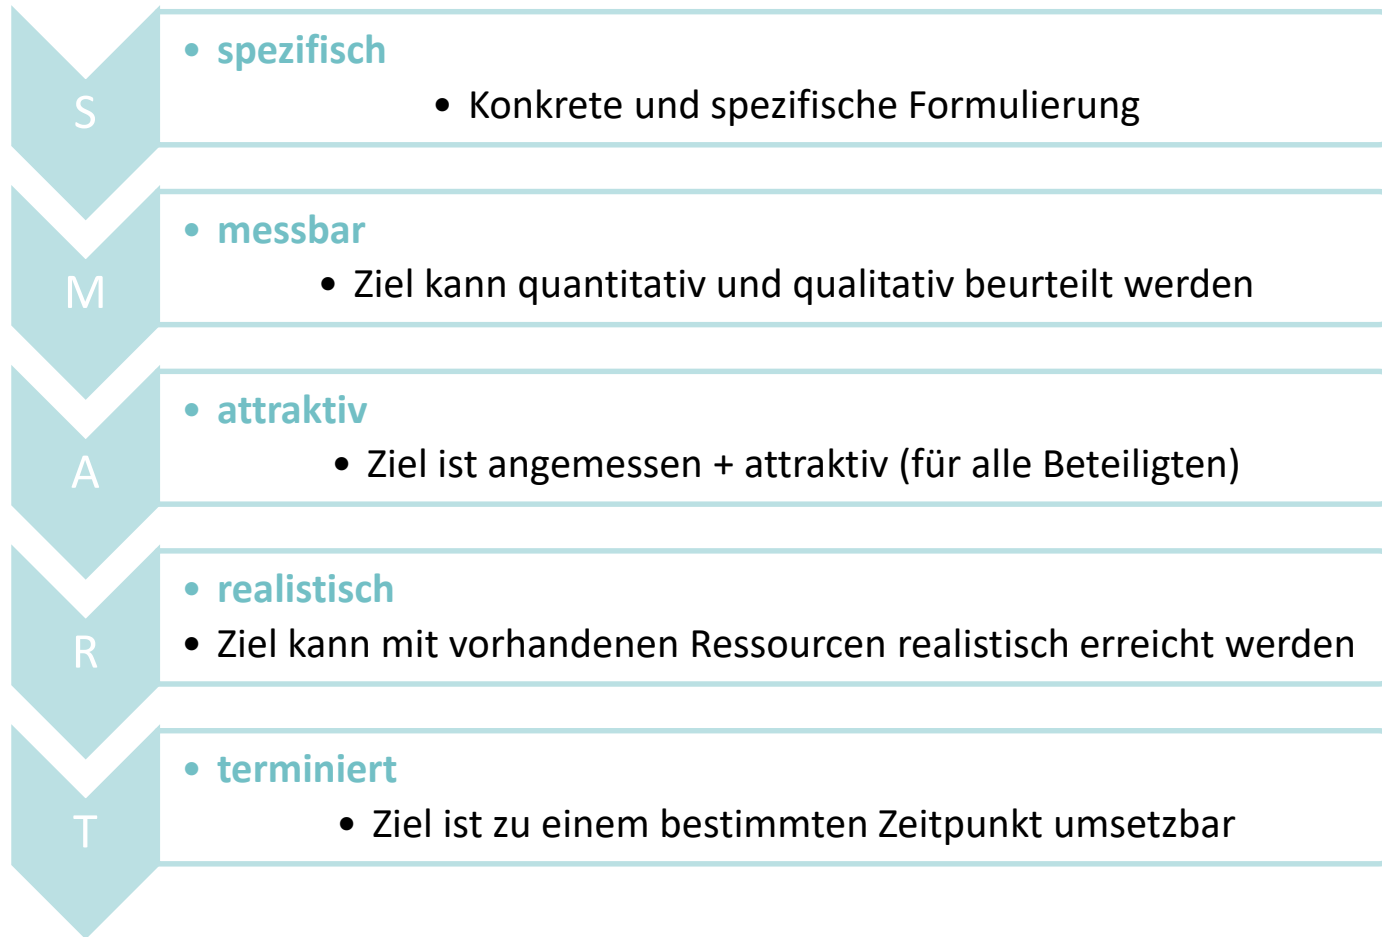 S
• spezifisch
• Konkrete und spezifische Formulierung
M
• messbar
• Ziel kann quantitativ und qualitativ beurteilt werden
A
• attraktiv
• Ziel ist angemessen + attraktiv (für alle Beteiligten)
R
• realistisch
• Ziel kann mit vorhandenen Ressourcen realistisch erreicht werden
T
• terminiert
• Ziel ist zu einem bestimmten Zeitpunkt umsetzbar